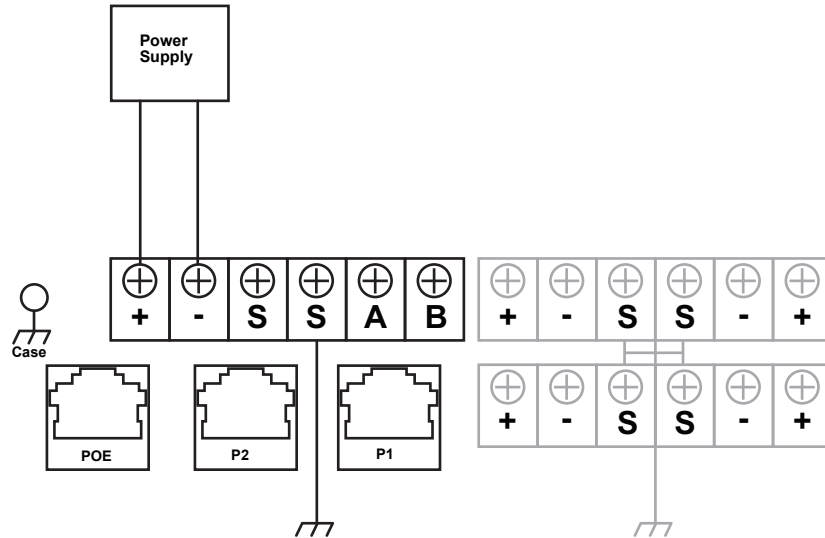 Power
Supply
+ - S S A B
+ - S S - +
Case
+ - S S - +
POE
P2
P1